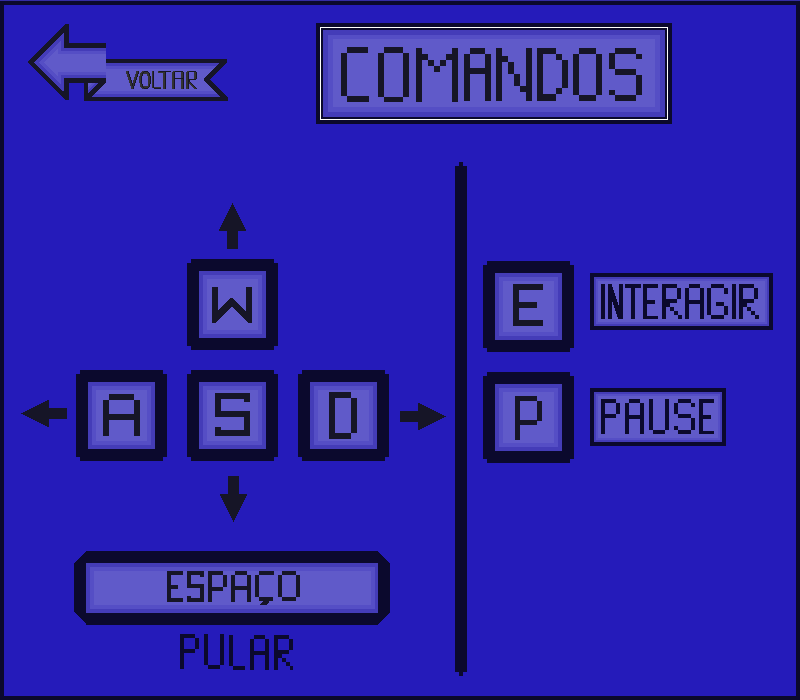 VOLTAR
COMANDOS
W
A S D
ESPAÇO
PULAR
E INTERAGIR
P PAUSE